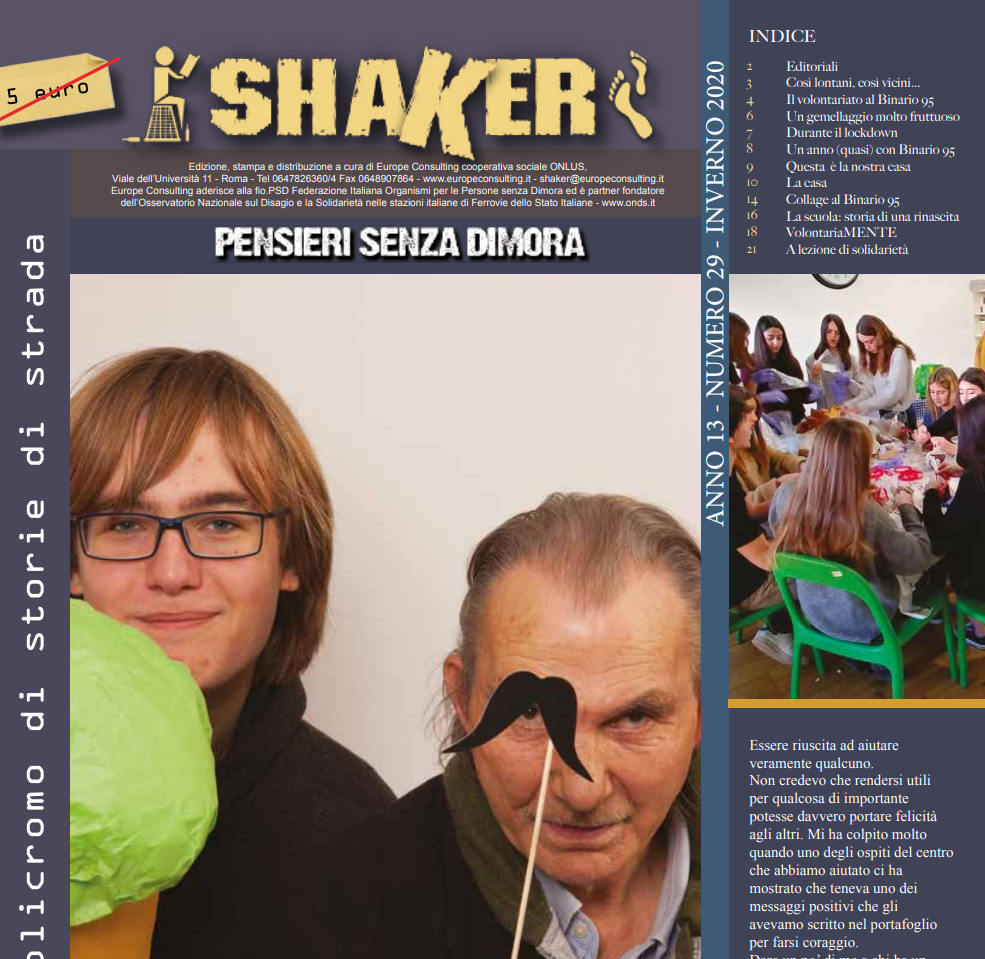 5 euro
SHAKER
Edizione, stampa e distribuzione a cura di Europe Consulting cooperativa sociale ONLUS,
Viale dell'Università 11 - Roma - Tel 0647826360/4 Fax 0648907864 - www.europeconsulting.it - shaker@europeconsulting.it
Europe Consulting aderisce alla fio.PSD Federazione Italiana Organismi per le Persone senza Dimora ed è partner fondatore
dell'Osservatorio Nazionale sul Disagio e la Solidarietà nelle stazioni italiane di Ferrovie dello Stato Italiane - www.onds.it
PENSIERI SENZA DIMORA
di storie di strada
ANNO 13 - NUMERO 29 - INVERNO 2020
INDICE
2 Editoriali
3 Così lontani, così vicini...
4 Il volontariato al Binario 95
6 Un gemellaggio molto fruttuoso
7 Durante il lockdown
8 Un anno (quasi) con Binario 95
9 Questa è la nostra casa
10 La casa
14 Collage al Binario 95
16 La scuola: storia di una rinascita
18 VolontariaMENTE
21 A lezione di solidarietà
Essere riuscita ad aiutare
veramente qualcuno.
Non credevo che rendersi utili
per qualcosa di importante
potesse davvero portare felicità
agli altri. Mi ha colpito molto
quando uno degli ospiti del centro
che abbiamo aiutato ci ha
mostrato che teneva uno dei
messaggi positivi che gli
avevamo scritto nel portafoglio
per farsi coraggio.